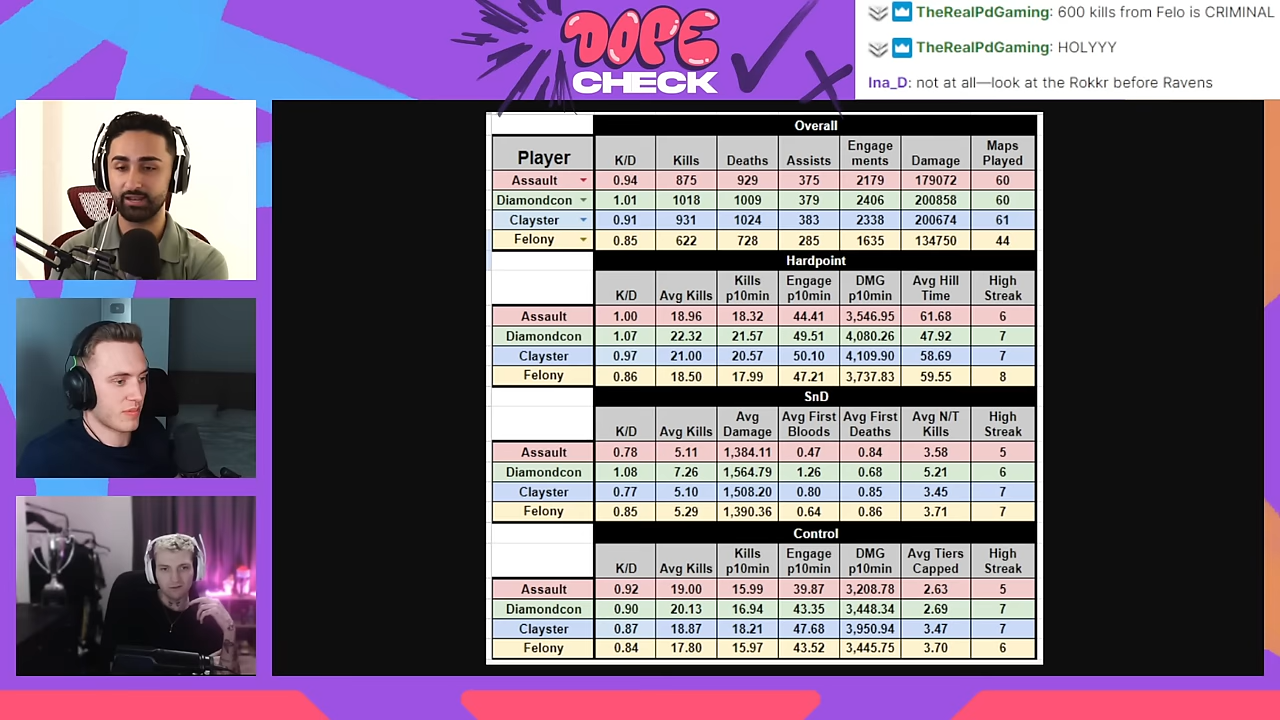 DOPE
CHECK
TheRealPdGaming: 600 kills from Felo is CRIMINAL
TheRealPdGaming: HOLYYY
Ina_D: not at all—look at the Rokkr before Ravens
Overall
Player K/D Kills Deaths Assists Engage ments Damage Maps Played
Assault 0.94 875 929 375 2179 179072 60
Diamondcon 1.01 1018 1009 379 2406 200858 60
Clayster 0.91 931 1024 383 2338 200674 61
Felony 0.85 622 728 285 1635 134750 44
Hardpoint
K/D Avg Kills Kills p10min Engage p10min DMG p10min Avg Hill Time High Streak
Assault 1.00 18.96 18.32 44.41 3,546.95 61.68 6
Diamondcon 1.07 22.32 21.57 49.51 4,080.26 47.92 7
Clayster 0.97 21.00 20.57 50.10 4,109.90 58.69 7
Felony 0.86 18.50 17.99 47.21 3,737.83 59.55 8
SnD
K/D Avg Kills Avg Damage Avg First Bloods Avg First Deaths Avg N/T Kills High Streak
Assault 0.78 5.11 1,384.11 0.47 0.84 3.58 5
Diamondcon 1.08 7.26 1,564.79 1.26 0.68 5.21 6
Clayster 0.77 5.10 1,508.20 0.80 0.85 3.45 7
Felony 0.85 5.29 1,390.36 0.64 0.86 3.71 7
Control
K/D Avg Kills Kills p10min Engage p10min DMG p10min Avg Tiers Capped High Streak
Assault 0.92 19.00 15.99 39.87 3,208.78 2.63 5
Diamondcon 0.90 20.13 16.94 43.35 3,448.34 2.69 7
Clayster 0.87 18.87 18.21 47.68 3,950.94 3.47 7
Felony 0.84 17.80 15.97 43.52 3,445.75 3.70 6